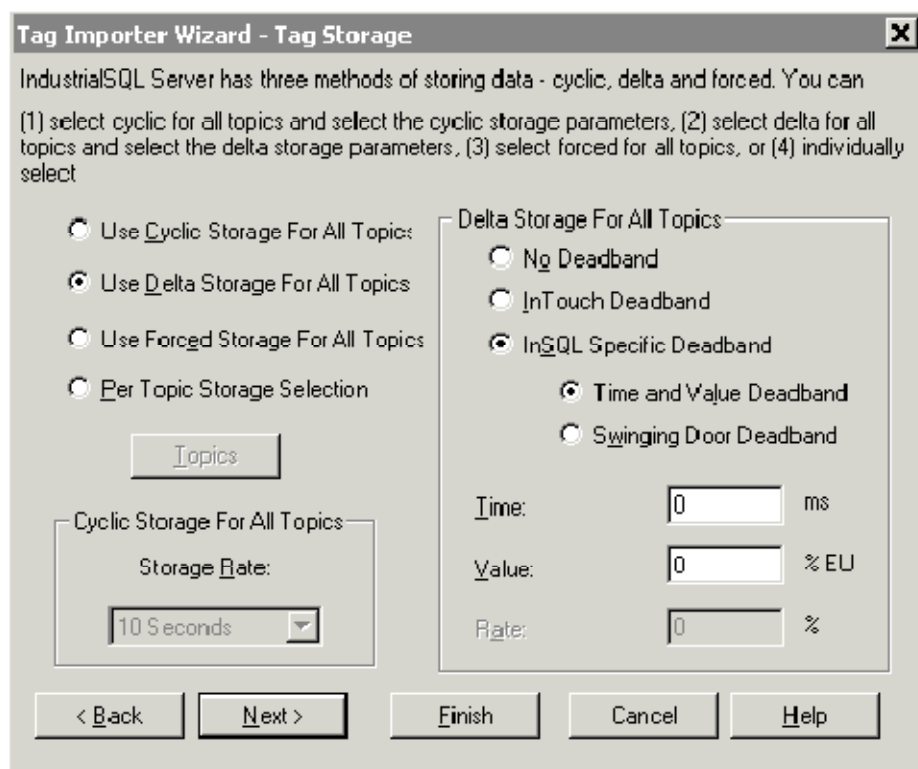 Tag Importer Wizard - Tag Storage
IndustrialSQL Server has three methods of storing data - cyclic, delta and forced. You can
(1) select cyclic for all topics and select the cyclic storage parameters, (2) select delta for all
topics and select the delta storage parameters, (3) select forced for all topics, or (4) individually
select
Use Cyclic Storage For All Topics
Use Delta Storage For All Topics
Use Forced Storage For All Topics
Per Topic Storage Selection
Topics
Cyclic Storage For All Topics
Storage Rate:
10 Seconds
Delta Storage For All Topics
No Deadband
InTouch Deadband
InSQL Specific Deadband
Time and Value Deadband
Swinging Door Deadband
Time: 0 ms
Value: 0 % EU
Rate: 0 %
< Back Next > Finish Cancel Help